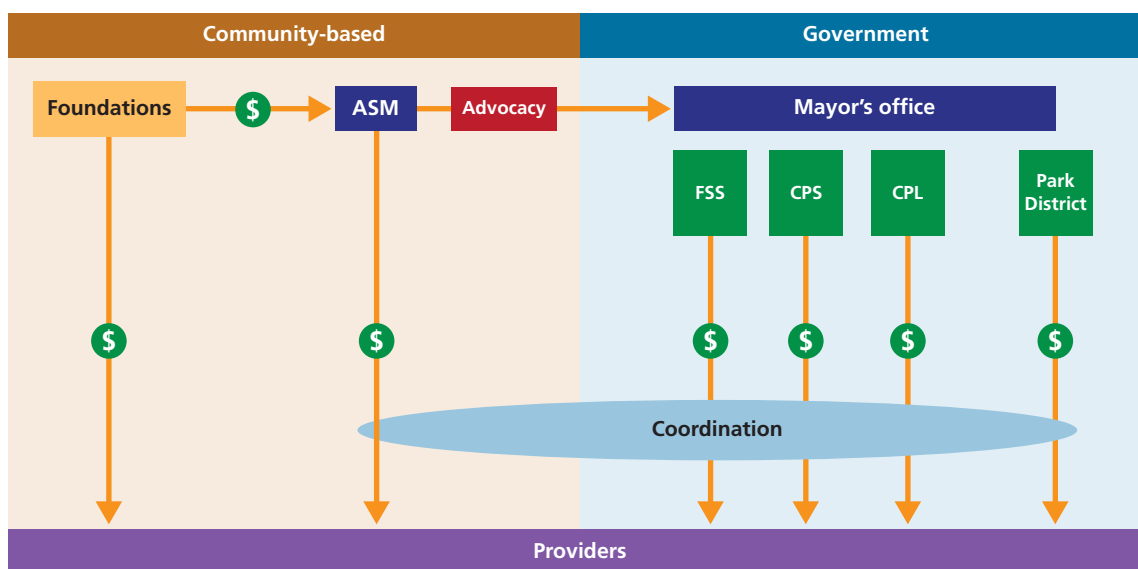 Community-based
Government
Foundations
$
ASM
Advocacy
Mayor's office
FSS
CPS
CPL
Park
District
$
$
$
$
$
$
Coordination
Providers